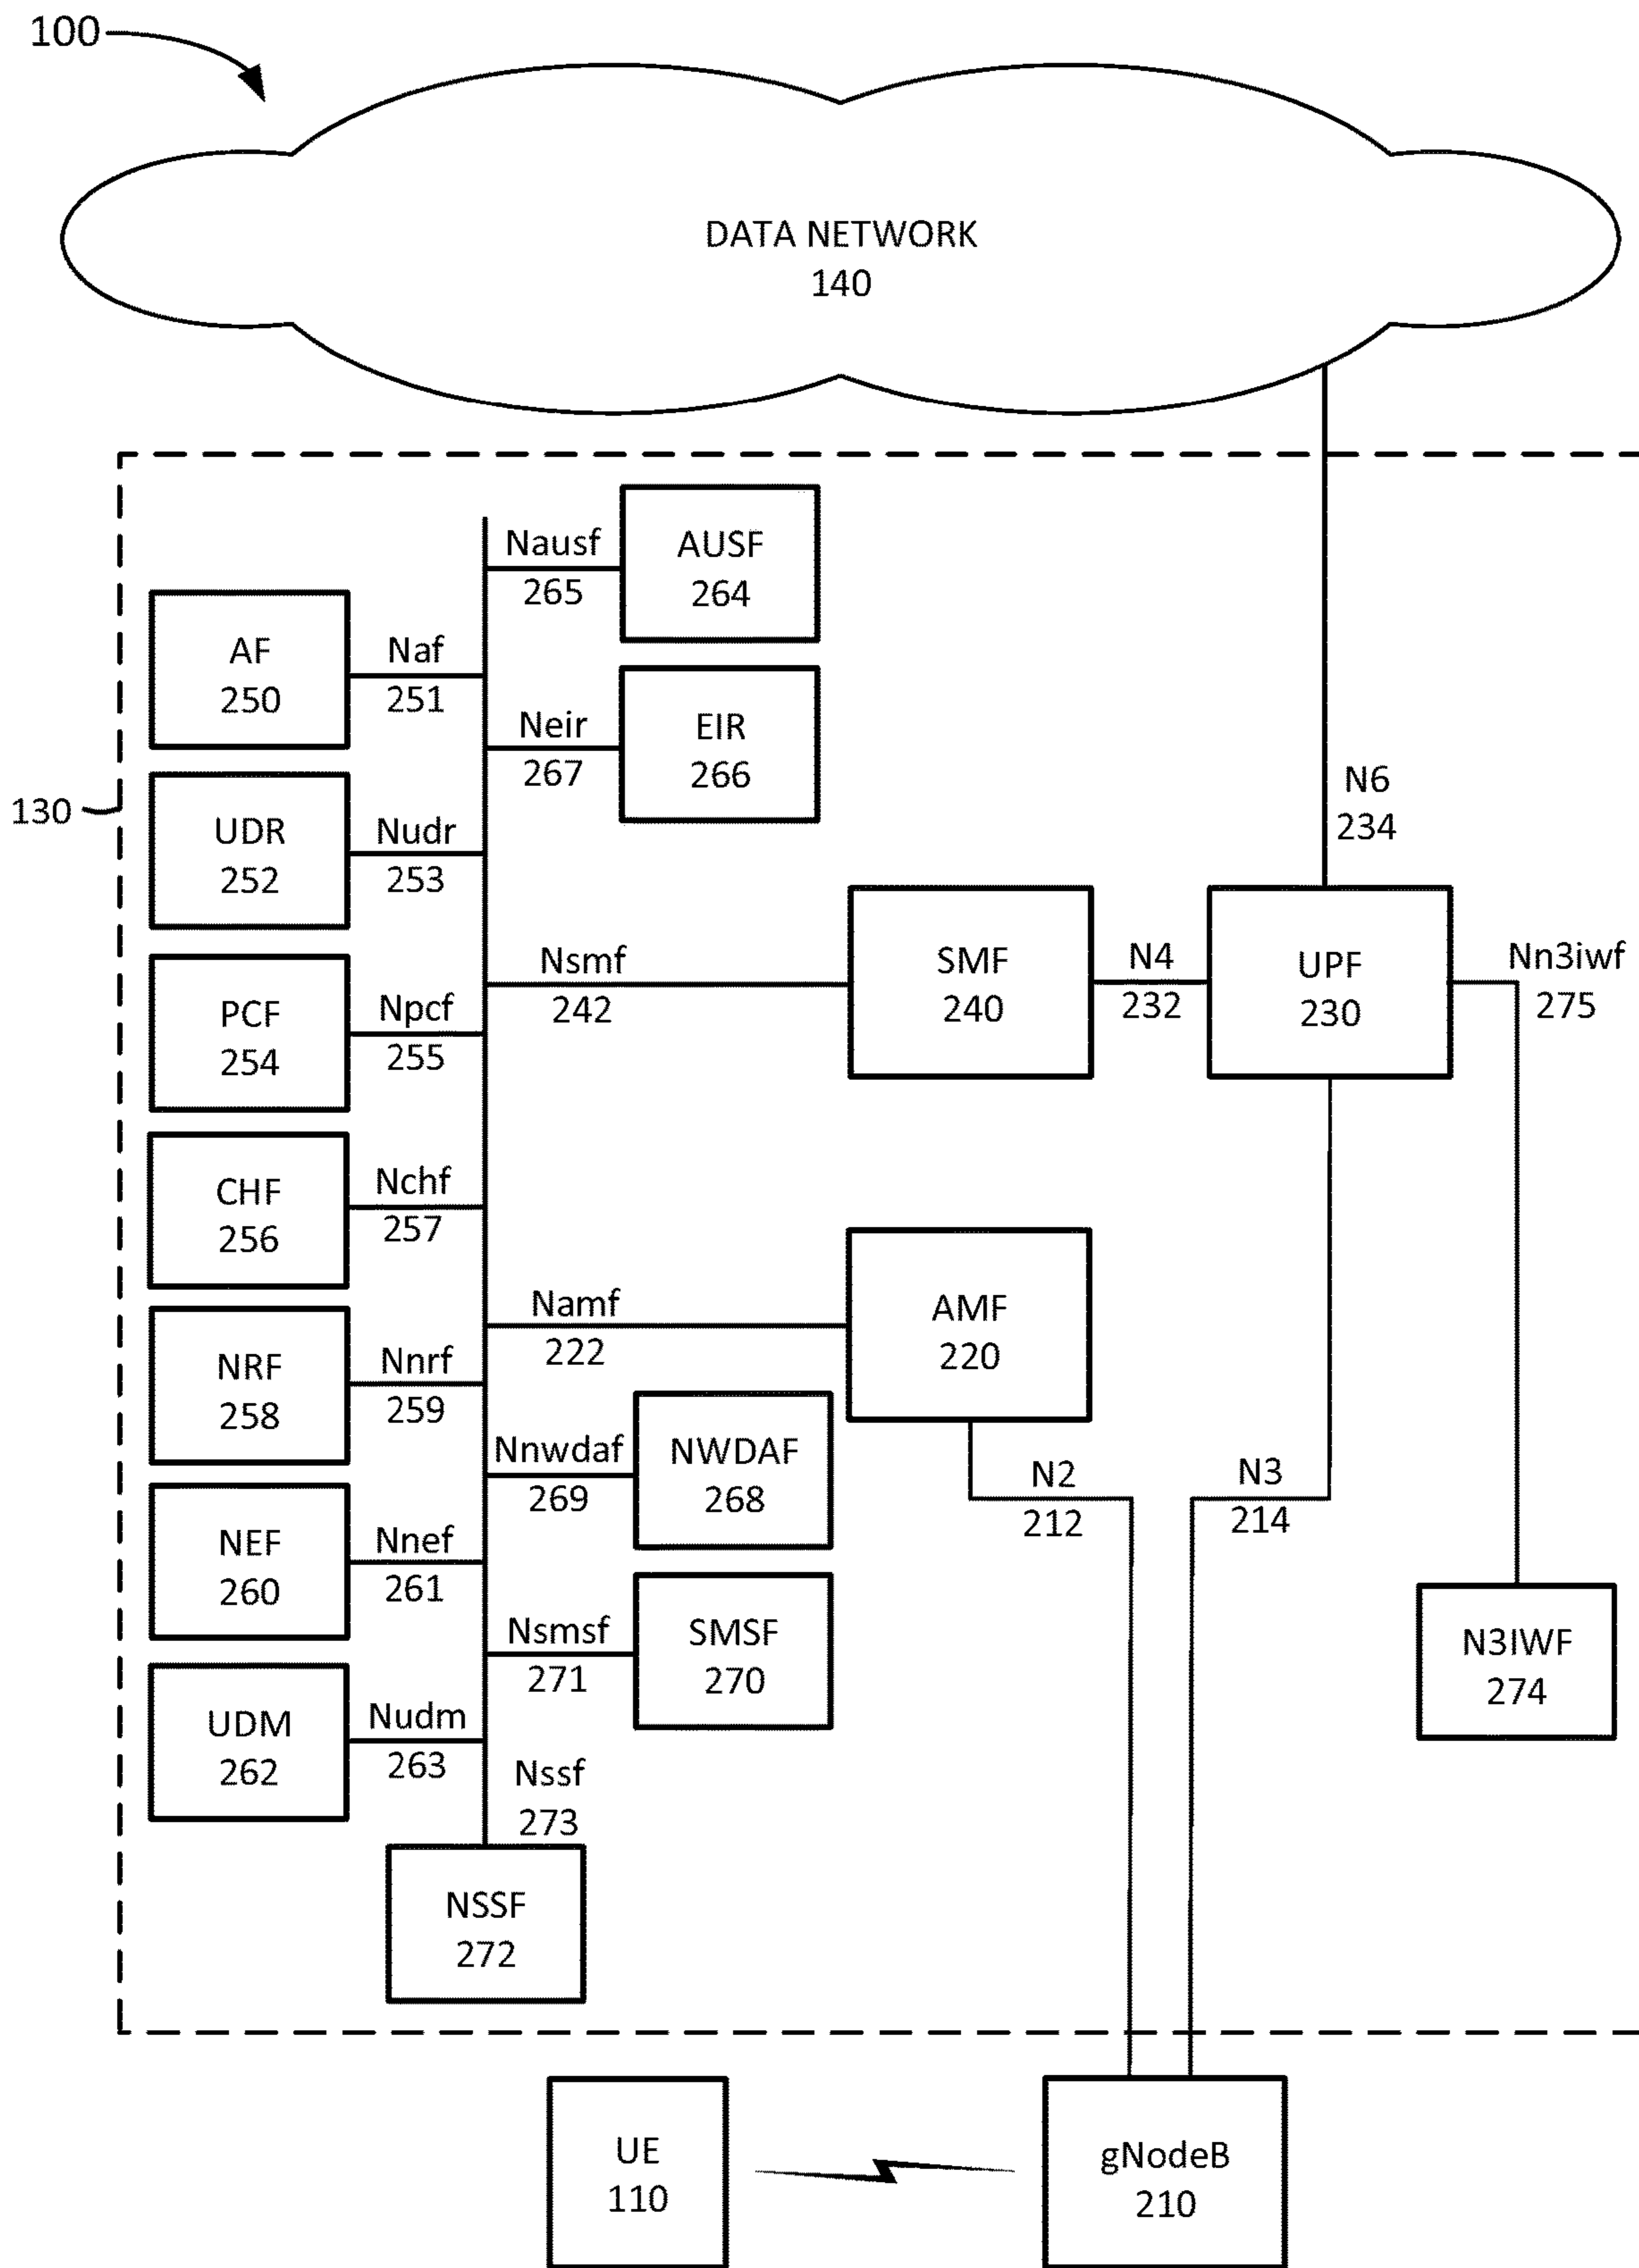 100
DATA NETWORK
140
130
Nausf
265
AUSF
264
AF
250
Naf
251
Neir
267
EIR
266
N6
234
UDR
252
Nudr
253
Nsmf
242
SMF
240
N4
232
UPF
230
Nn3iwf
275
PCF
254
Npcf
255
CHF
256
Nchf
257
Namf
222
AMF
220
NRF
258
Nnrf
259
Nnwdaf
269
NWDAF
268
N2
212
N3
214
NEF
260
Nnef
261
Nsmsf
271
SMSF
270
N3IWF
274
UDM
262
Nudm
263
Nssf
273
NSSF
272
UE
110
gNodeB
210